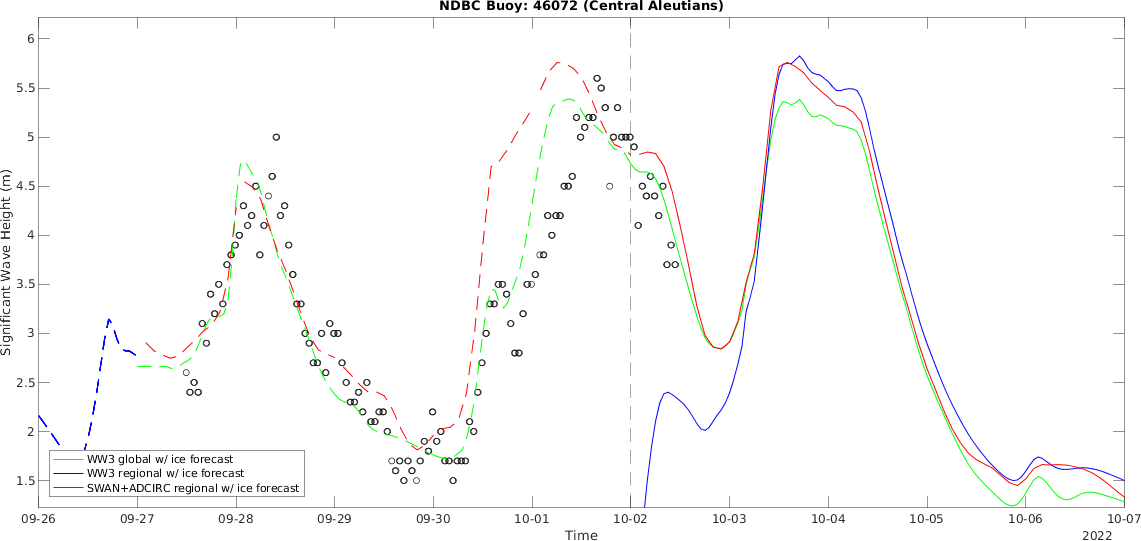 NDBC Buoy: 46072 (Central Aleutians)
Significant Wave Height (m)
6
5.5
5
4.5
4
3.5
3
2.5
2
1.5
WW3 global w/ ice forecast
WW3 regional w/ ice forecast
SWAN+ADCIRC regional w/ ice forecast
09-26 09-27 09-28 09-29 09-30 10-01 10-02 10-03 10-04 10-05 10-06 10-07
Time
2022